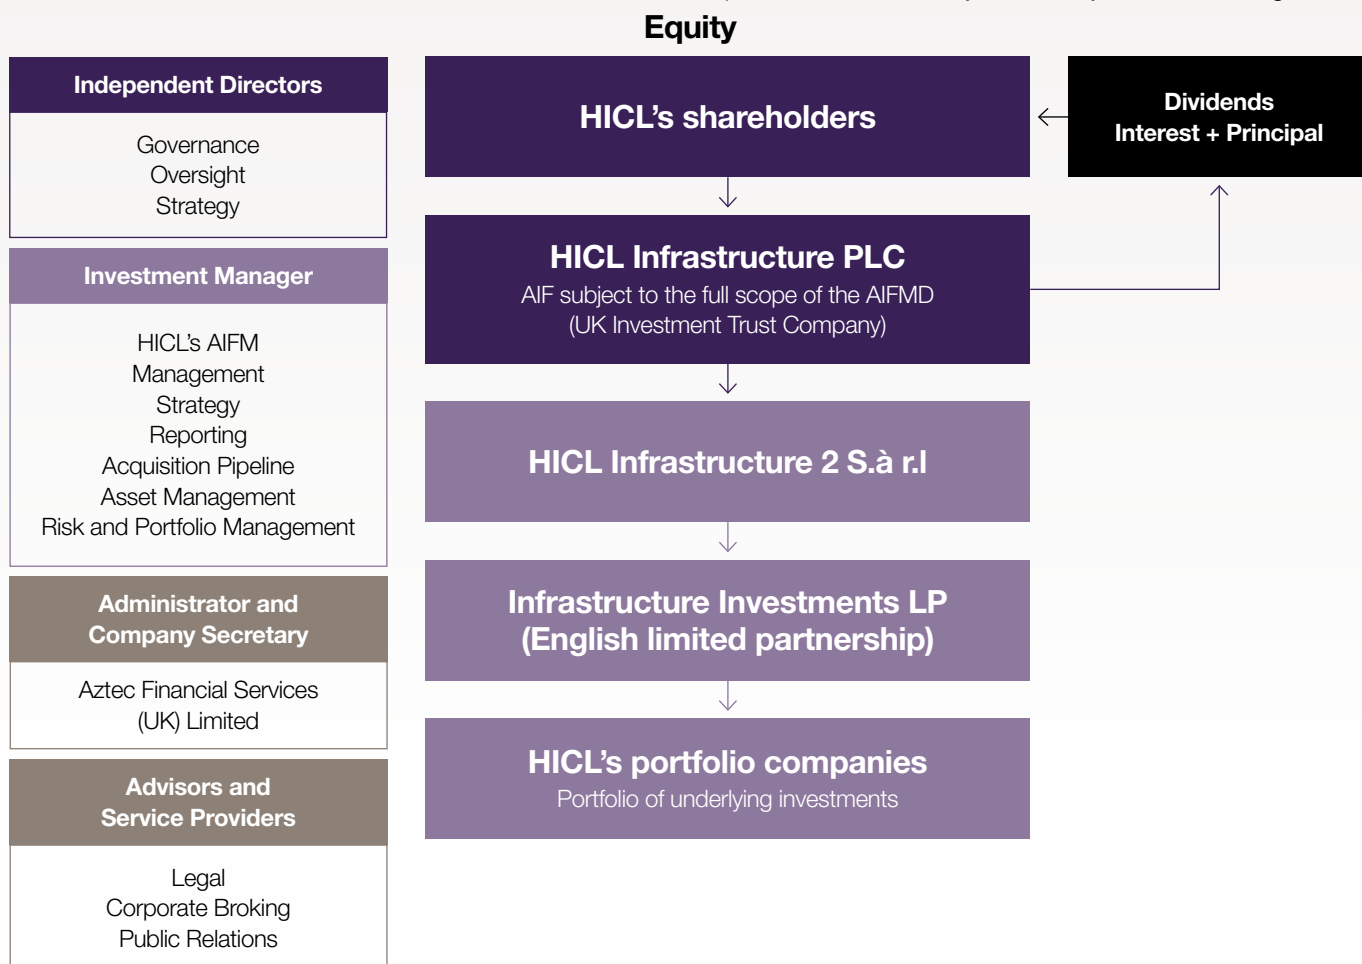 Equity
Independent Directors
Governance
Oversight
Strategy
Investment Manager
HICL's AIFM
Management
Strategy
Reporting
Acquisition Pipeline
Asset Management
Risk and Portfolio Management
Administrator and
Company Secretary
Aztec Financial Services
(UK) Limited
Advisors and
Service Providers
Legal
Corporate Broking
Public Relations
HICL’s shareholders
HICL Infrastructure PLC
AIF subject to the full scope of the AIFMD
(UK Investment Trust Company)
HICL Infrastructure 2 S.à r.l
Infrastructure Investments LP
(English limited partnership)
HICL’s portfolio companies
Portfolio of underlying investments
Dividends
Interest + Principal